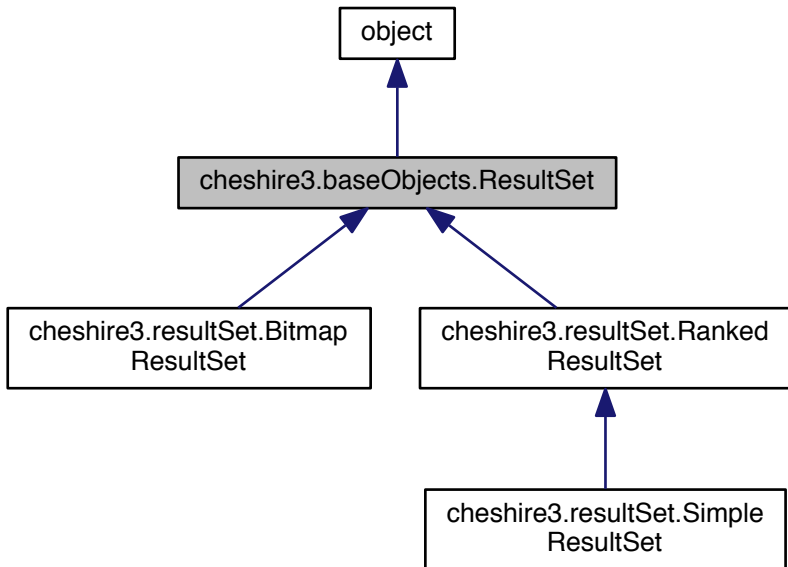 object
cheshire3.baseObjects.ResultSet
cheshire3.resultSet.Bitmap
ResultSet
cheshire3.resultSet.Ranked
ResultSet
cheshire3.resultSet.Simple
ResultSet